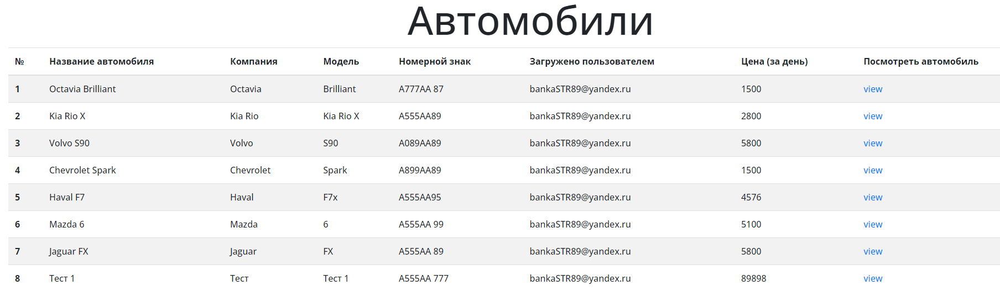 Автомобили
№ Название автомобиля Компания Модель Номерной знак Загружено пользователем Цена (за день) Посмотреть автомобиль
1 Octavia Brilliant Octavia Brilliant A777AA 87 bankaSTR89@yandex.ru 1500 view
2 Kia Rio X Kia Rio Kia Rio X A555AA89 bankaSTR89@yandex.ru 2800 view
3 Volvo S90 Volvo S90 A089AA89 bankaSTR89@yandex.ru 5800 view
4 Chevrolet Spark Chevrolet Spark A899AA89 bankaSTR89@yandex.ru 1500 view
5 Haval F7 Haval F7x A555AA95 bankaSTR89@yandex.ru 4576 view
6 Mazda 6 Mazda 6 A555AA 99 bankaSTR89@yandex.ru 5100 view
7 Jaguar FX Jaguar FX A555AA 89 bankaSTR89@yandex.ru 5800 view
8 Тест 1 Тест Тест 1 A555AA 777 bankaSTR89@yandex.ru 89898 view